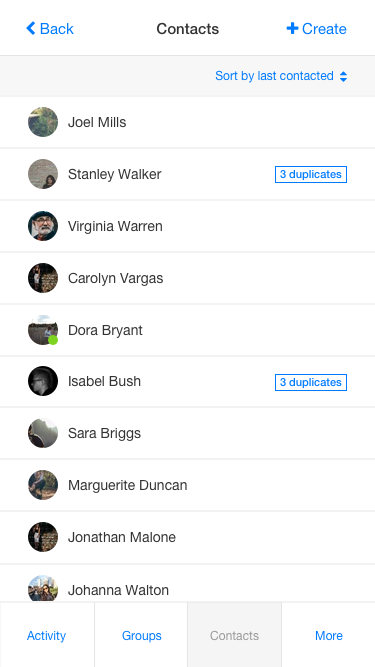 Back Contacts Create
Sort by last contacted
Joel Mills
Stanley Walker 3 duplicates
Virginia Warren
Carolyn Vargas
Dora Bryant
Isabel Bush 3 duplicates
Sara Briggs
Marguerite Duncan
Jonathan Malone
Johanna Walton
Activity Groups Contacts More